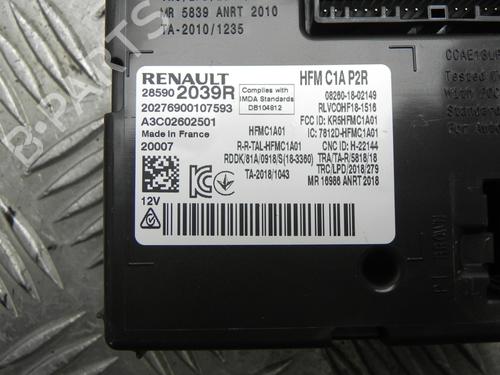 MR 5839 ANRT 2010
TA-2010/1235
RENAULT
28590 2039R
20276900107593
A3C02602501
Made in France
20007
Complies with
IMDA Standards
DB104812
HFM C1A P2R
08260-18-02149
RLVCOHF18-1516
FCC ID: KR5HFMC1A01
HFMC1A01
IC: 7812D-HFMC1A01
R-R-TAL-HFMC1A01
CNC ID: H-22144
RDDK/81A/0918/S(18-3360)
TRA/TA-R/5818/18
TRC/LPD/2018/279
TA-2018/1043
MR 16986 ANRT 2018
12V
B-PARTS
Tested